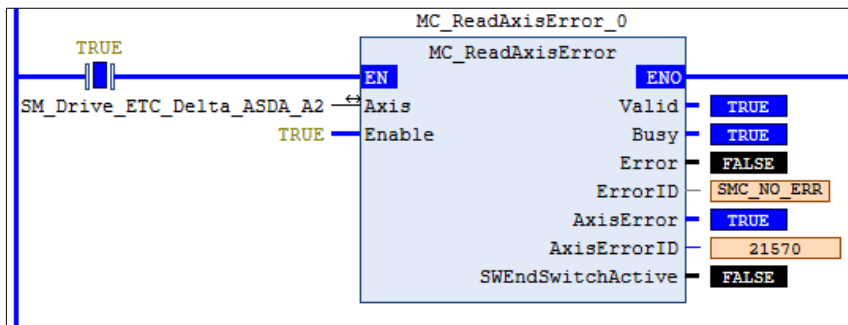 MC_ReadAxisError_0
TRUE
MC_ReadAxisError
EN
ENO
SM_Drive_ETC_Delta_ASDA_A2
Axis
Valid
TRUE
TRUE
Enable
Busy
TRUE
Error
FALSE
ErrorID
SMC_NO_ERR
AxisError
TRUE
AxisErrorID
21570
SWEndSwitchActive
FALSE